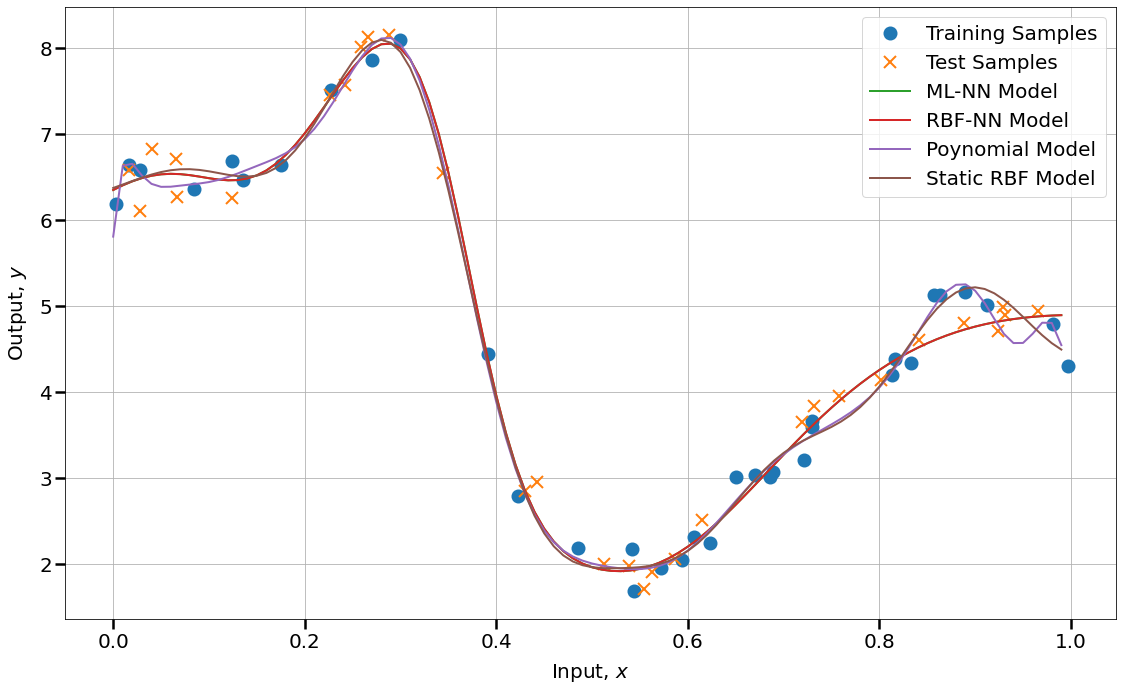 8
7
6
5
4
3
2
Output, y
0.0 0.2 0.4 0.6 0.8 1.0
Input, x
Training Samples
Test Samples
ML-NN Model
RBF-NN Model
Poynomial Model
Static RBF Model